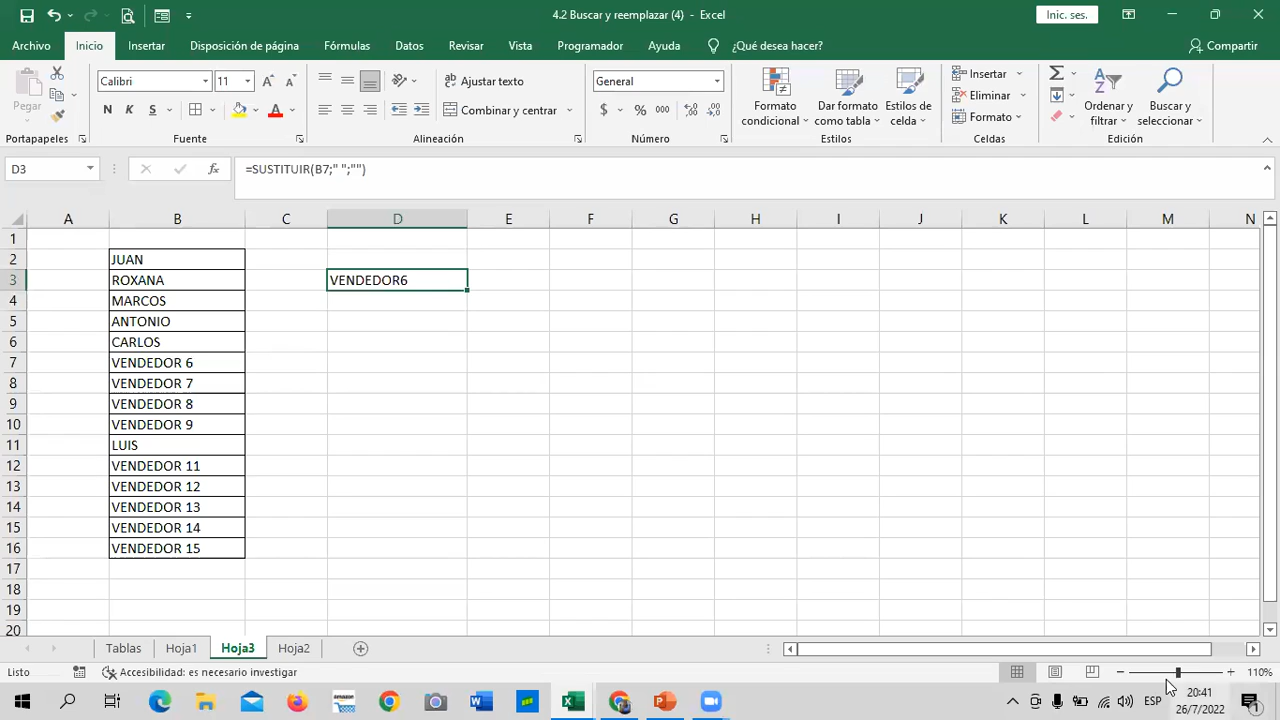 4.2 Buscar y reemplazar (4) - Excel
Inic. ses.
Archivo Inicio Insertar Disposición de página Fórmulas Datos Revisar Vista Programador Ayuda ¿Qué desea hacer? Compartir
Pegar
Calibri 11
N K S
Ajustar texto
Combinar y centrar
General
$ % 000
Formato condicional
Dar formato como tabla
Estilos de celda
Insertar
Eliminar
Formato
Ordenar y filtrar
Buscar y seleccionar
Portapapeles Fuente Alineación Número Estilos Celdas Edición
D3 fx =SUSTITUIR(B7;" ";"")
A B C D E F G H I J K L M N
1
2 JUAN
3 ROXANA VENDEDOR6
4 MARCOS
5 ANTONIO
6 CARLOS
7 VENDEDOR 6
8 VENDEDOR 7
9 VENDEDOR 8
10 VENDEDOR 9
11 LUIS
12 VENDEDOR 11
13 VENDEDOR 12
14 VENDEDOR 13
15 VENDEDOR 14
16 VENDEDOR 15
17
18
19
20
Tablas Hoja1 Hoja3 Hoja2
Listo Accesibilidad: es necesario investigar 110%
ESP 20:41
26/7/2022